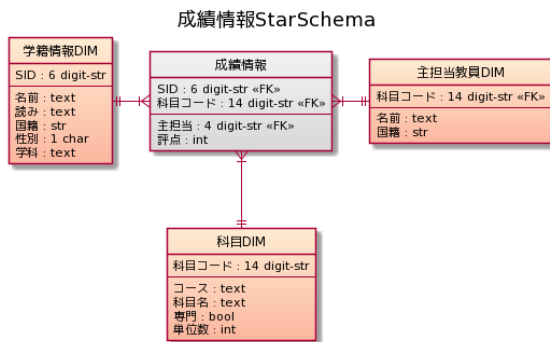 成績情報StarSchema
学籍情報DIM
SID : 6 digit-str
名前 : text
読み : text
国籍 : str
性別 : 1 char
学科 : text
成績情報
SID : 6 digit-str «FK»
科目コード : 14 digit-str «FK»
主担当 : 4 digit-str «FK»
評点 : int
主担当教員DIM
科目コード : 14 digit-str «FK»
名前 : text
国籍 : str
科目DIM
科目コード : 14 digit-str
コース : text
科目名 : text
専門 : bool
単位数 : int